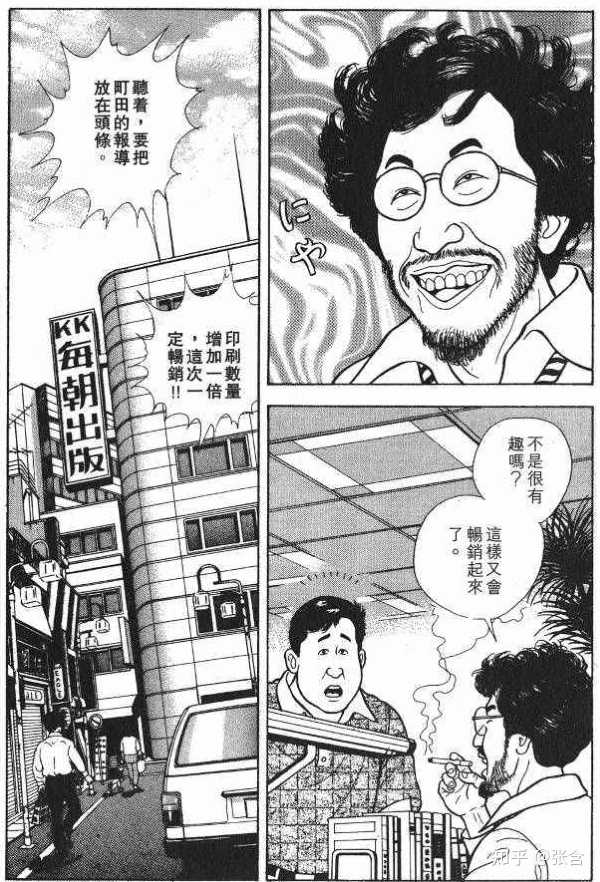 にや
不是很有
趣嗎？
這樣又會
暢銷起來
了。
聽着，要把
町田的報導
放在頭條。
印刷數量
增加一倍
，這次一
定暢銷!!
KK
每朝出版
知乎 @张含